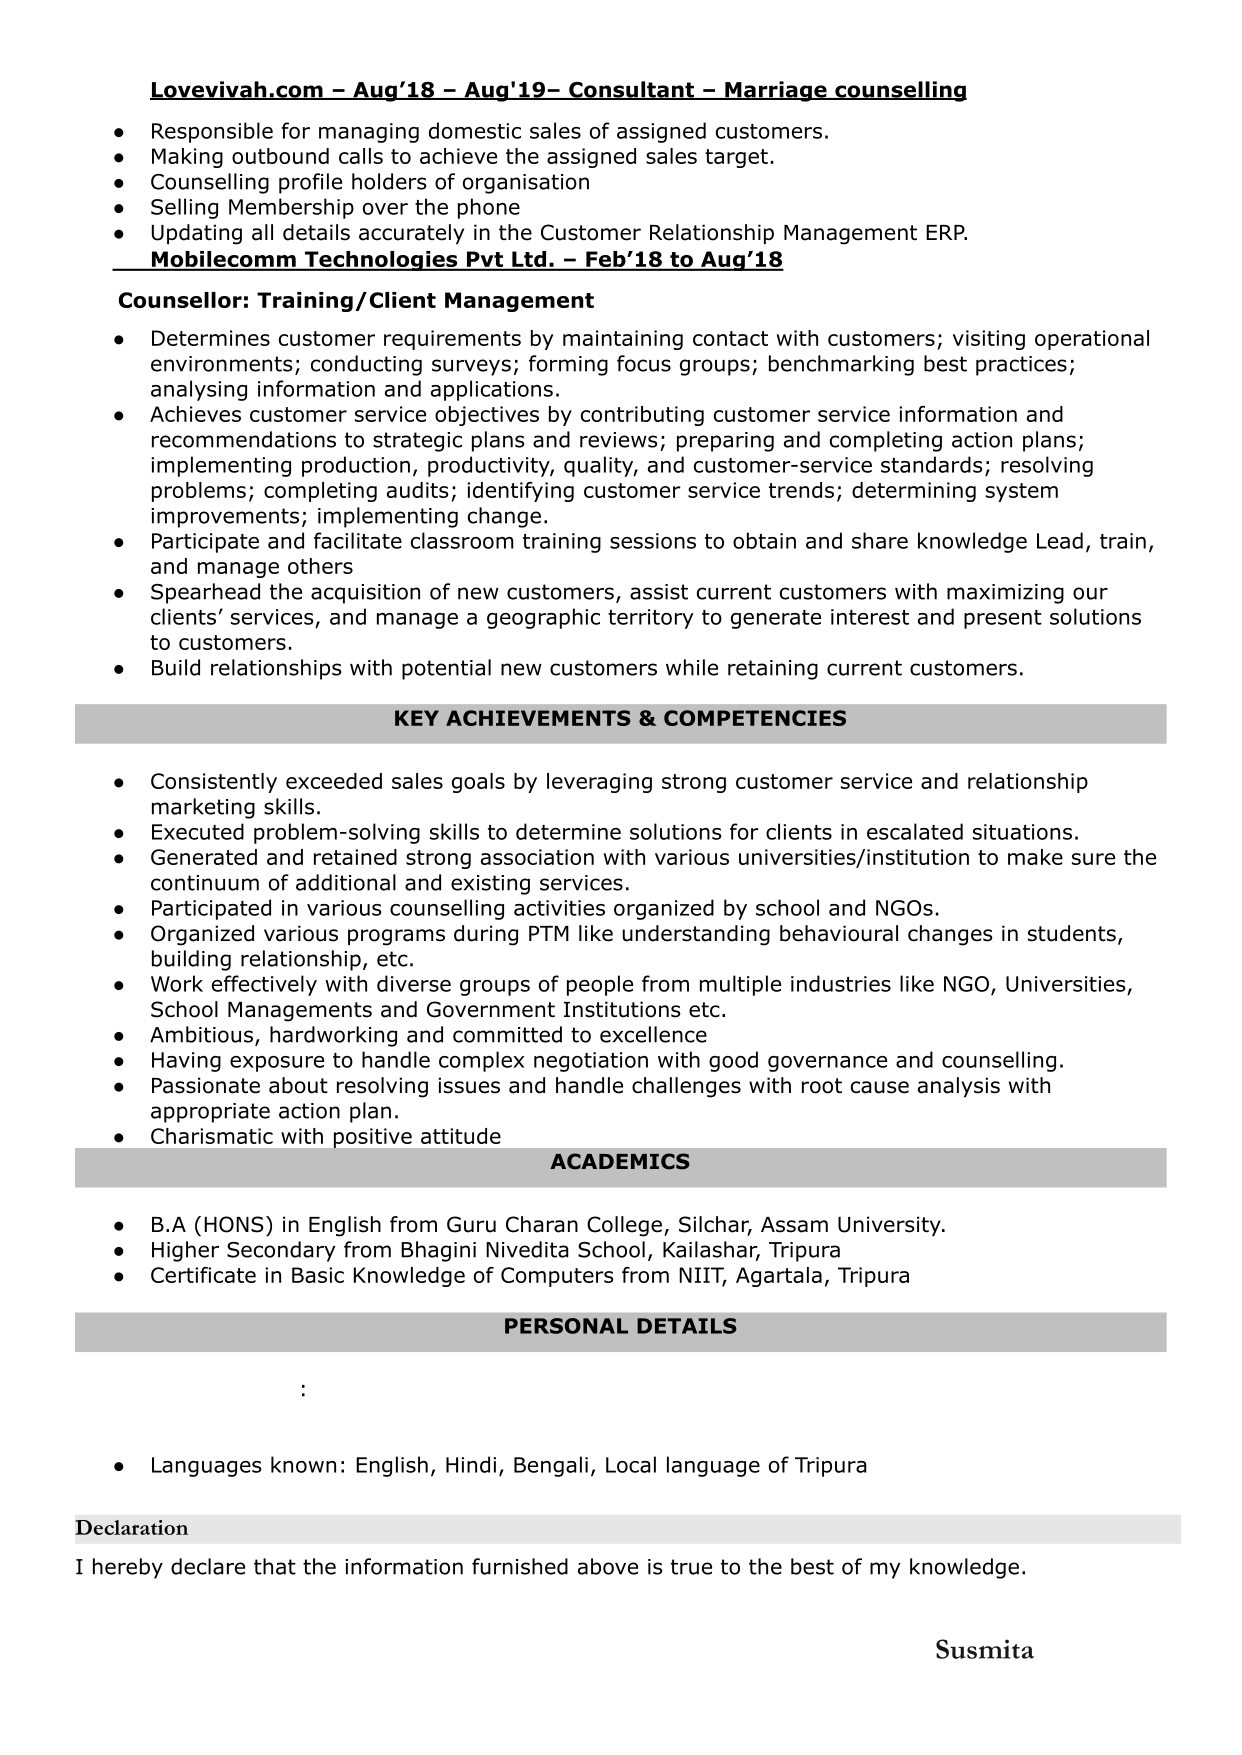 Lovevivah.com – Aug’18 – Aug'19– Consultant – Marriage counselling
● Responsible for managing domestic sales of assigned customers.
● Making outbound calls to achieve the assigned sales target.
● Counselling profile holders of organisation
● Selling Membership over the phone
● Updating all details accurately in the Customer Relationship Management ERP.
Mobilecomm Technologies Pvt Ltd. – Feb’18 to Aug’18
Counsellor: Training/Client Management
● Determines customer requirements by maintaining contact with customers; visiting operational
environments; conducting surveys; forming focus groups; benchmarking best practices;
analysing information and applications.
● Achieves customer service objectives by contributing customer service information and
recommendations to strategic plans and reviews; preparing and completing action plans;
implementing production, productivity, quality, and customer-service standards; resolving
problems; completing audits; identifying customer service trends; determining system
improvements; implementing change.
● Participate and facilitate classroom training sessions to obtain and share knowledge Lead, train,
and manage others
● Spearhead the acquisition of new customers, assist current customers with maximizing our
clients’ services, and manage a geographic territory to generate interest and present solutions
to customers.
● Build relationships with potential new customers while retaining current customers.
KEY ACHIEVEMENTS & COMPETENCIES
● Consistently exceeded sales goals by leveraging strong customer service and relationship
marketing skills.
● Executed problem-solving skills to determine solutions for clients in escalated situations.
● Generated and retained strong association with various universities/institution to make sure the
continuum of additional and existing services.
● Participated in various counselling activities organized by school and NGOs.
● Organized various programs during PTM like understanding behavioural changes in students,
building relationship, etc.
● Work effectively with diverse groups of people from multiple industries like NGO, Universities,
School Managements and Government Institutions etc.
● Ambitious, hardworking and committed to excellence
● Having exposure to handle complex negotiation with good governance and counselling.
● Passionate about resolving issues and handle challenges with root cause analysis with
appropriate action plan.
● Charismatic with positive attitude
ACADEMICS
● B.A (HONS) in English from Guru Charan College, Silchar, Assam University.
● Higher Secondary from Bhagini Nivedita School, Kailashar, Tripura
● Certificate in Basic Knowledge of Computers from NIIT, Agartala, Tripura
PERSONAL DETAILS
:
● Languages known: English, Hindi, Bengali, Local language of Tripura
Declaration
I hereby declare that the information furnished above is true to the best of my knowledge.
Susmita